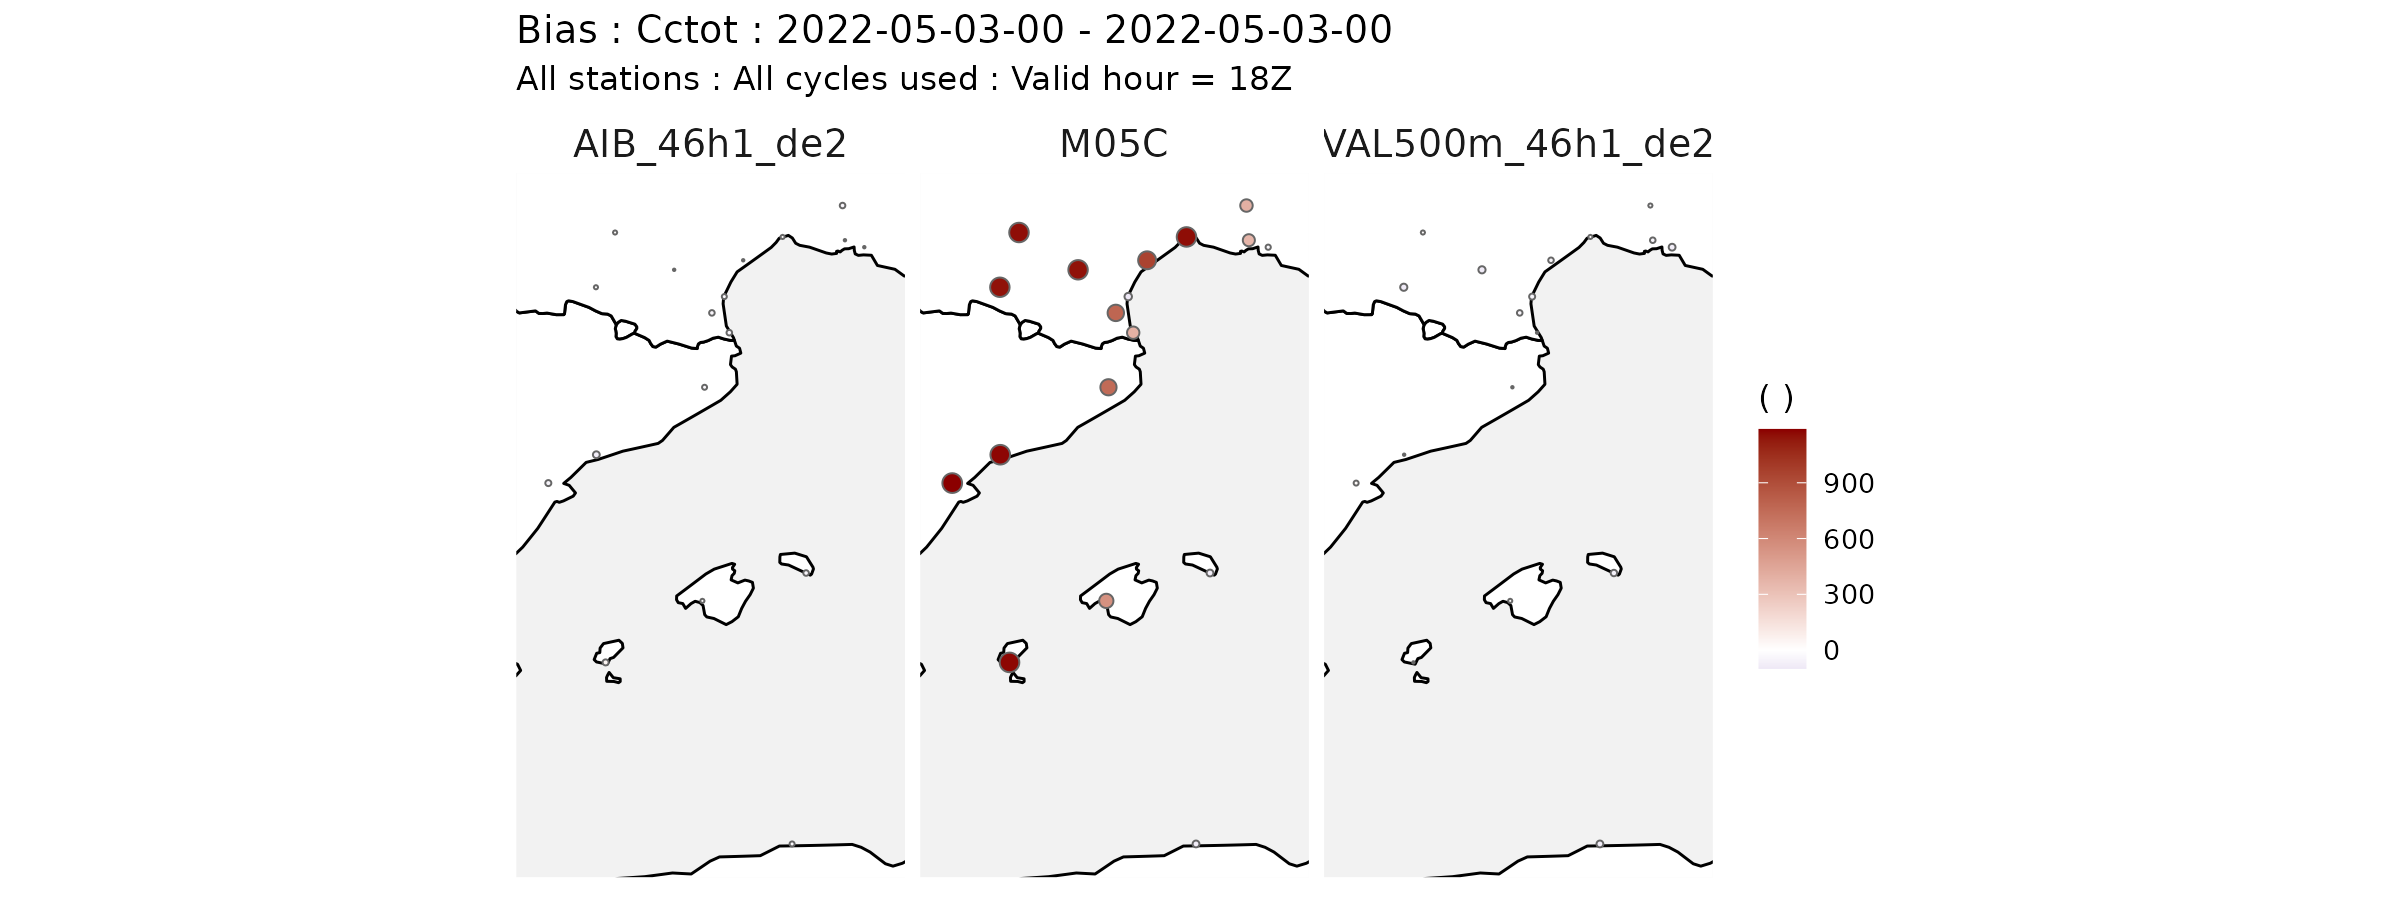 Bias : Cctot : 2022-05-03-00 - 2022-05-03-00
All stations : All cycles used : Valid hour = 18Z
AIB_46h1_de2
M05C
VAL500m_46h1_de2
( )
900
600
300
0